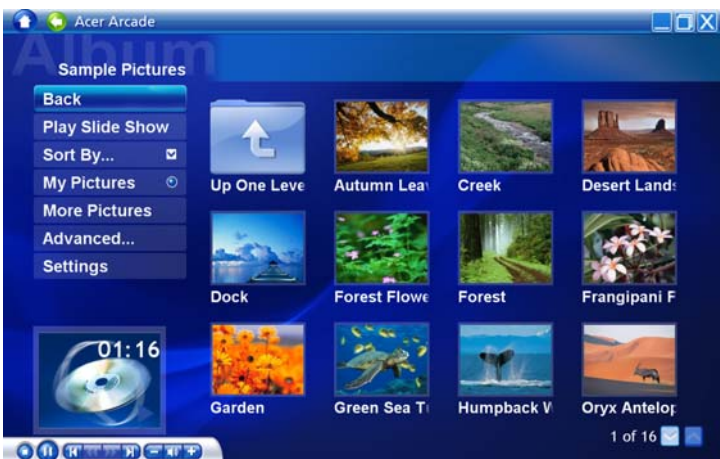 Acer Arcade
Album
Sample Pictures
Back
Play Slide Show
Sort By...
My Pictures
More Pictures
Advanced...
Settings
01:16
Up One Leve
Autumn Lea
Creek
Desert Lands
Dock
Forest Flowe
Forest
Frangipani F
Garden
Green Sea T
Humpback W
Oryx Antelop
1 of 16